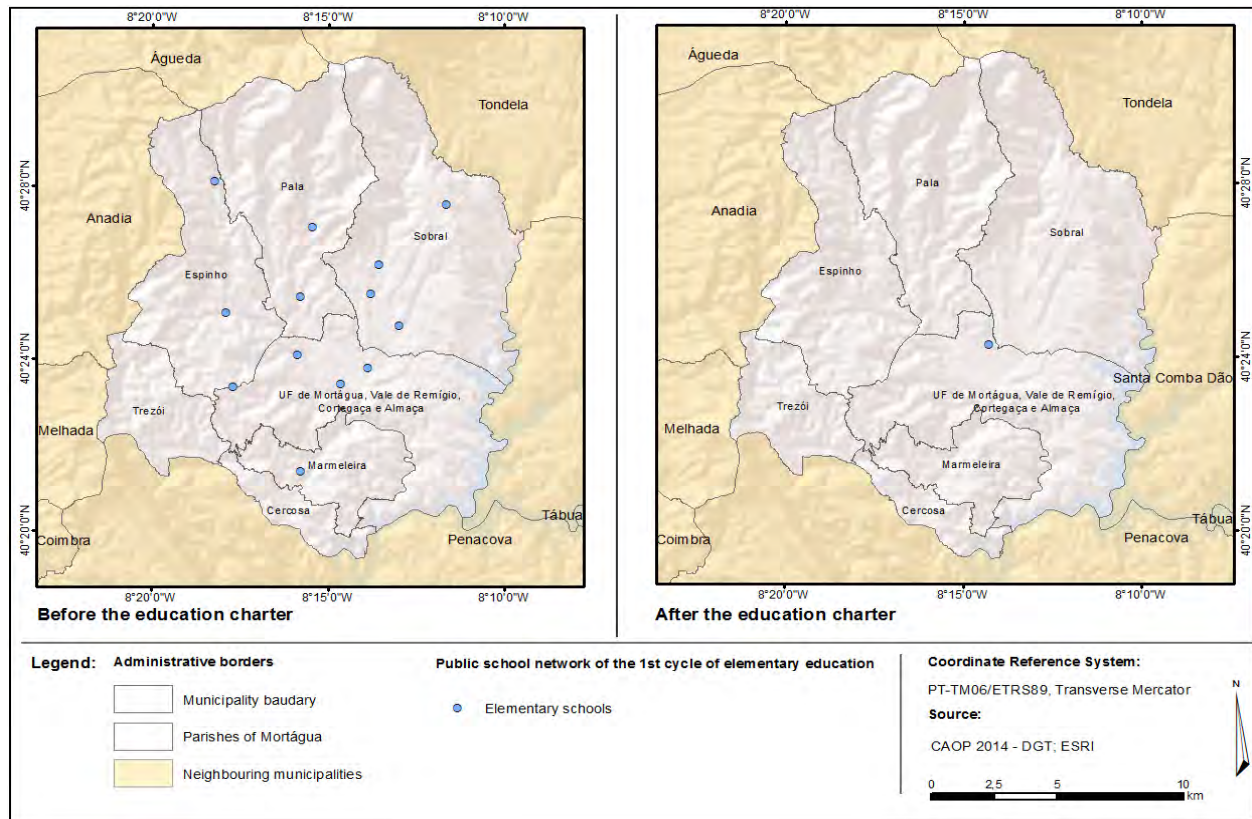 8°20'0"W 8°15'0"W 8°10'0"W
Águeda
Tondela
40°28'0"N
Pala
Anadia
Sobral
Espinho
40°24'0"N
UF de Mortágua, Vale de Remígio,
Cortegaça e Almaça
Trezói
Melhada
Marmeleira
Cercosa
40°20'0"N
Tábua
Coimbra
Penacova
8°20'0"W 8°15'0"W 8°10'0"W
Before the education charter
8°20'0"W 8°15'0"W 8°10'0"W
Águeda
Tondela
40°28'0"N
Pala
Anadia
Sobral
Espinho
40°24'0"N
Santa Comba Dão
UF de Mortágua, Vale de Remígio,
Cortegaça e Almaça
Trezói
Melhada
Marmeleira
Cercosa
Tábua
40°20'0"N
Coimbra
Penacova
8°20'0"W 8°15'0"W 8°10'0"W
After the education charter
Legend: Administrative borders
Municipality baudary
Parishes of Mortágua
Neighbouring municipalities
Public school network of the 1st cycle of elementary education
Elementary schools
Coordinate Reference System:
PT-TM06/ETRS89, Transverse Mercator
Source:
CAOP 2014 - DGT; ESRI
N
0 2,5 5 10
km